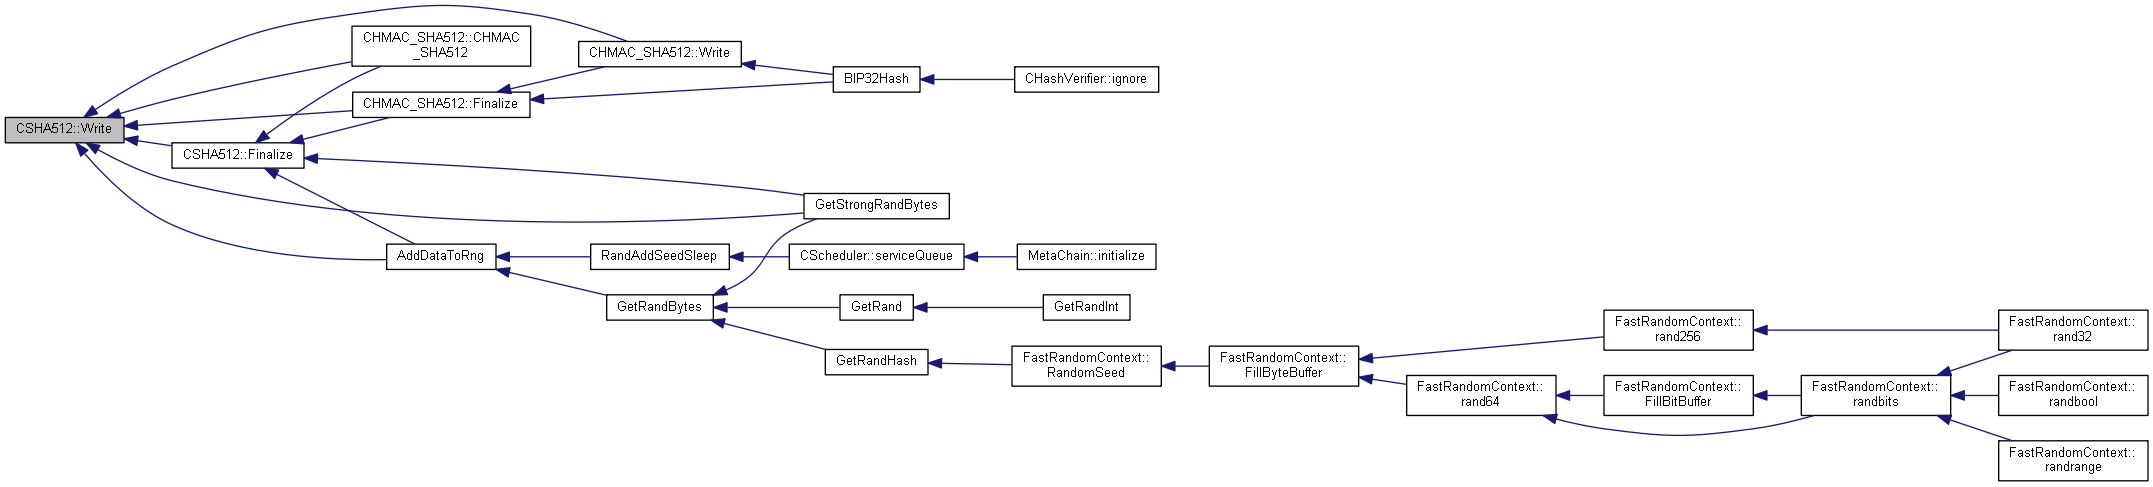 CSHA512::Write
CHMAC_SHA512::CHMAC
_SHA512
CHMAC_SHA512::Finalize
CSHA512::Finalize
CHMAC_SHA512::Write
BIP32Hash
CHashVerifier::ignore
GetStrongRandBytes
AddDataToRng
RandAddSeedSleep
CScheduler::serviceQueue
MetaChain::initialize
GetRandBytes
GetRand
GetRandInt
GetRandHash
FastRandomContext::
RandomSeed
FastRandomContext::
FillByteBuffer
FastRandomContext::
rand256
FastRandomContext::
rand64
FastRandomContext::
FillBitBuffer
FastRandomContext::
randbits
FastRandomContext::
rand32
FastRandomContext::
randbool
FastRandomContext::
randrange